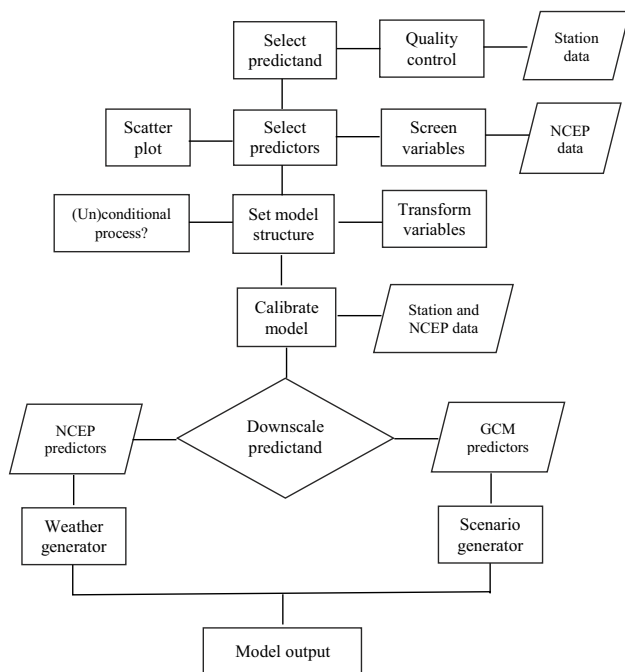 Select
predictand
Quality
control
Station
data
Scatter
plot
Select
predictors
Screen
variables
NCEP
data
(Un)conditional
process?
Set model
structure
Transform
variables
Calibrate
model
Station and
NCEP data
NCEP
predictors
Downscale
predictand
GCM
predictors
Weather
generator
Scenario
generator
Model output